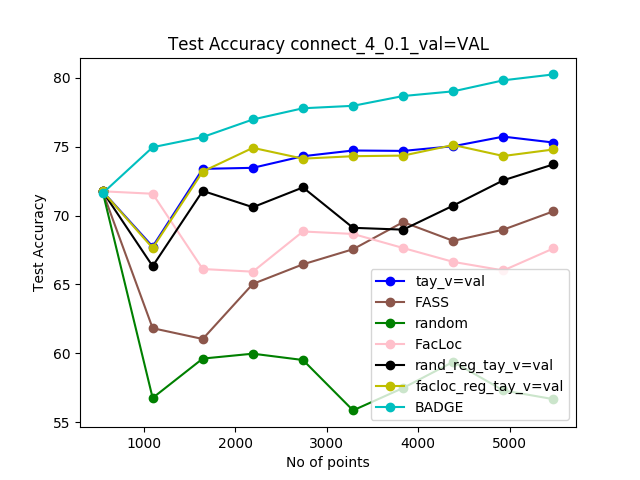 Test Accuracy connect_4_0.1_val=VAL
80
75
70
65
60
55
Test Accuracy
1000
2000
3000
4000
5000
No of points
tay_v=val
FASS
random
FacLoc
rand_reg_tay_v=val
facloc_reg_tay_v=val
BADGE